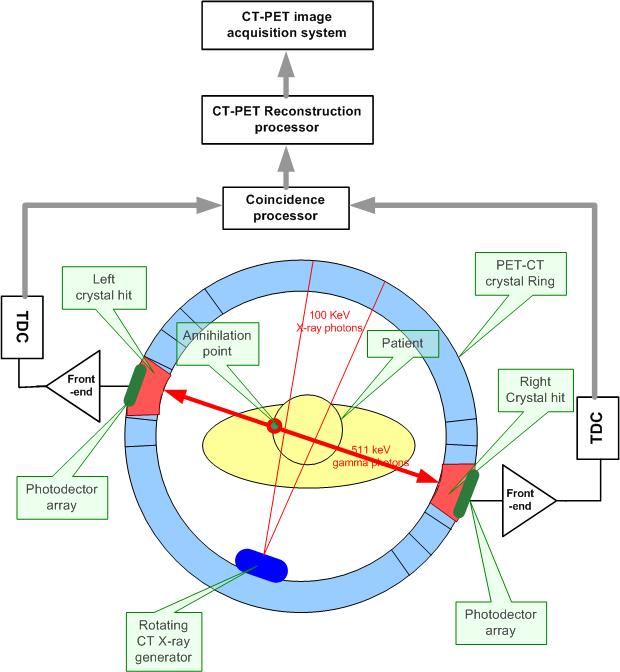 CT-PET image
acquisition system
CT-PET Reconstruction
processor
Coincidence
processor
Left
crystal hit
PET-CT
crystal Ring
TDC
100 KeV
X-ray photons
Annihilation
point
Patient
Front
-end
Right
Crystal hit
TDC
511 keV
gamma photons
Photodector
array
Front
-end
Rotating
CT X-ray
generator
Photodector
array